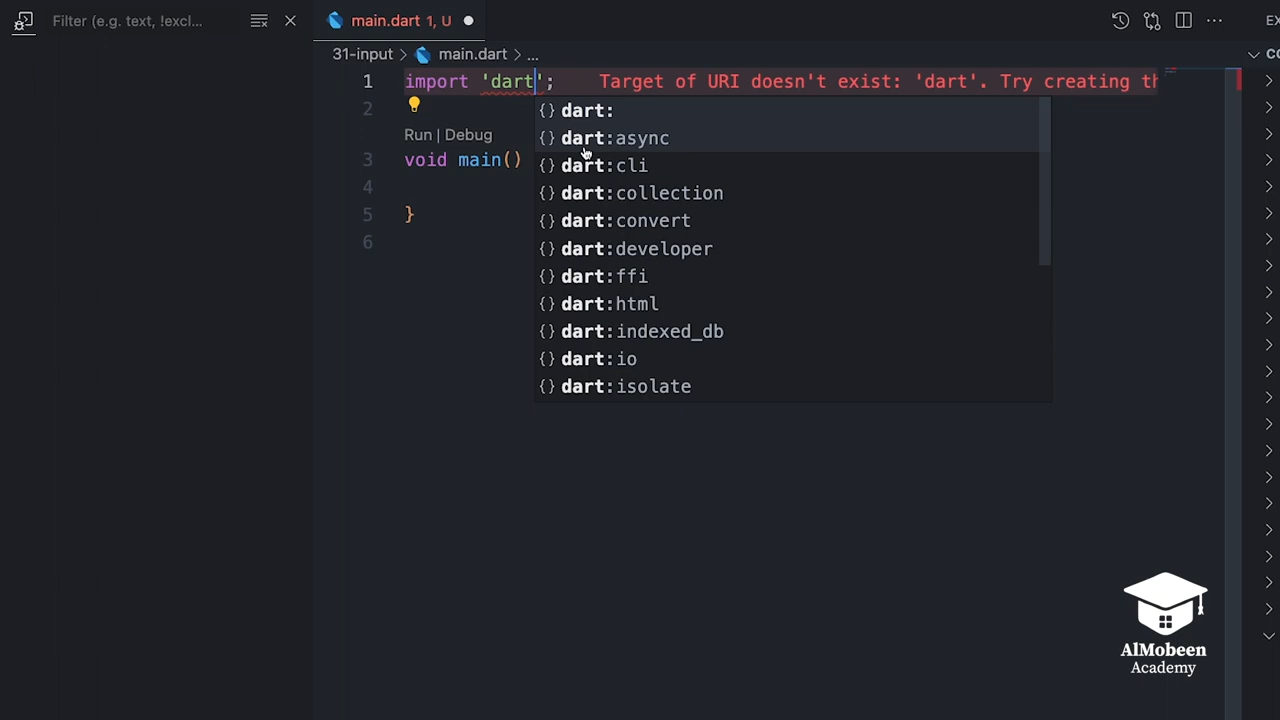 Filter (e.g. text, !excl...
main.dart 1, U
EX
31-input > main.dart > ...
CO
1 import 'dart'; Target of URI doesn't exist: 'dart'. Try creating th
2
Run | Debug
3 void main()
4
5 }
6
{} dart:
{} dart:async
{} dart:cli
{} dart:collection
{} dart:convert
{} dart:developer
{} dart:ffi
{} dart:html
{} dart:indexed_db
{} dart:io
{} dart:isolate
AlMobeen
Academy